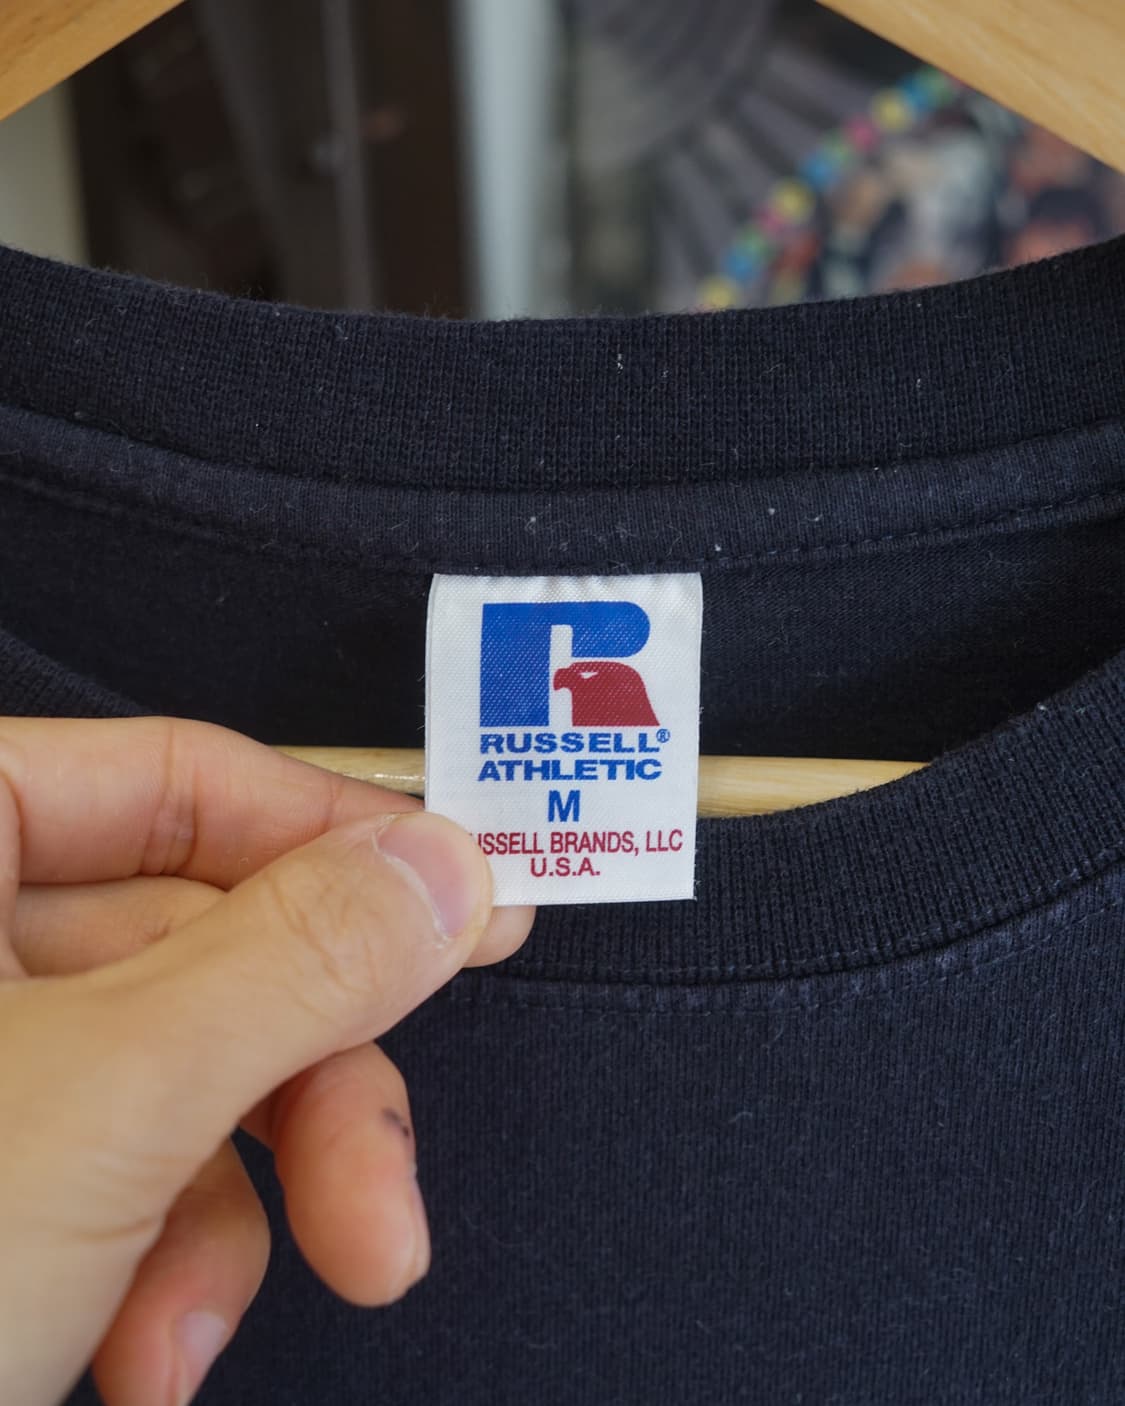 R
RUSSELL®
ATHLETIC
M
USSELL BRANDS, LLC
U.S.A.